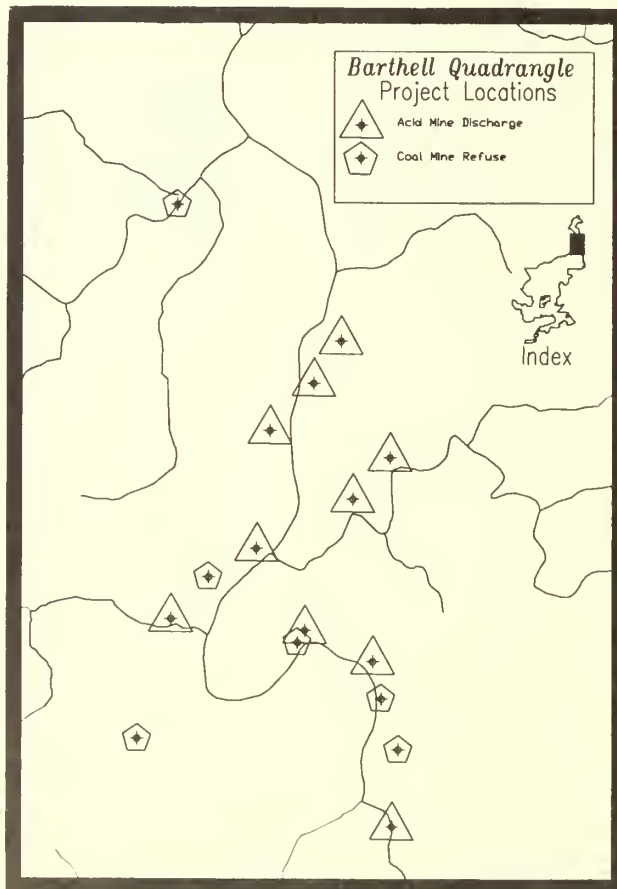 Barthell Quadrangle
Project Locations
Acid Mine Discharge
Coal Mine Refuse
Index